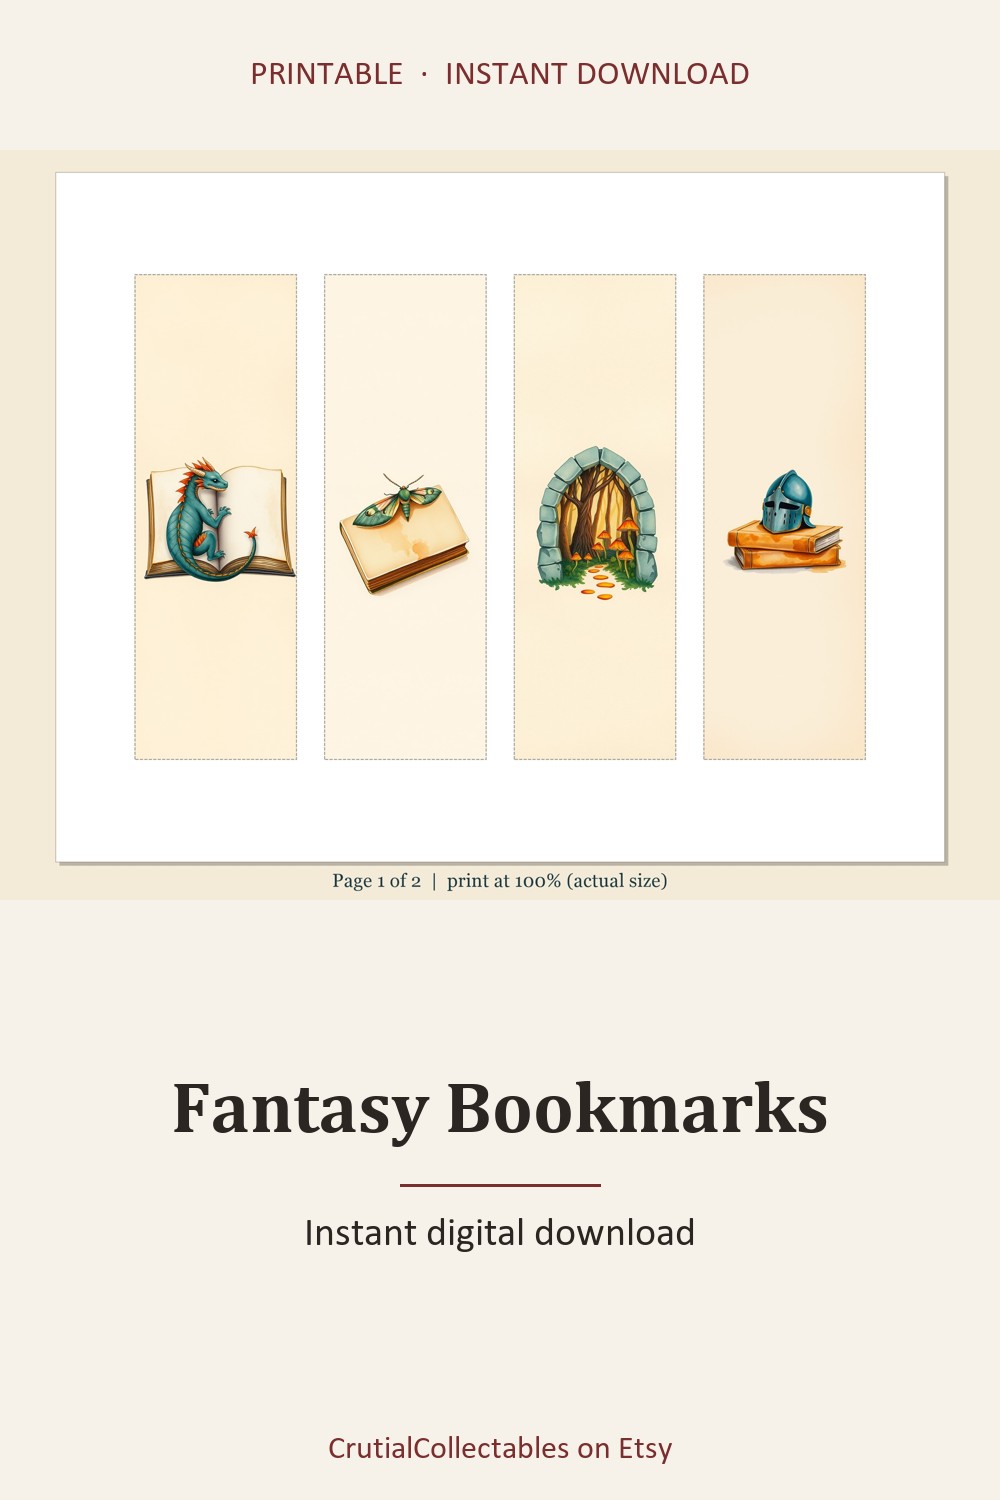 PRINTABLE · INSTANT DOWNLOAD
Page 1 of 2 | print at 100% (actual size)
Fantasy Bookmarks
Instant digital download
CrutialCollectables on Etsy